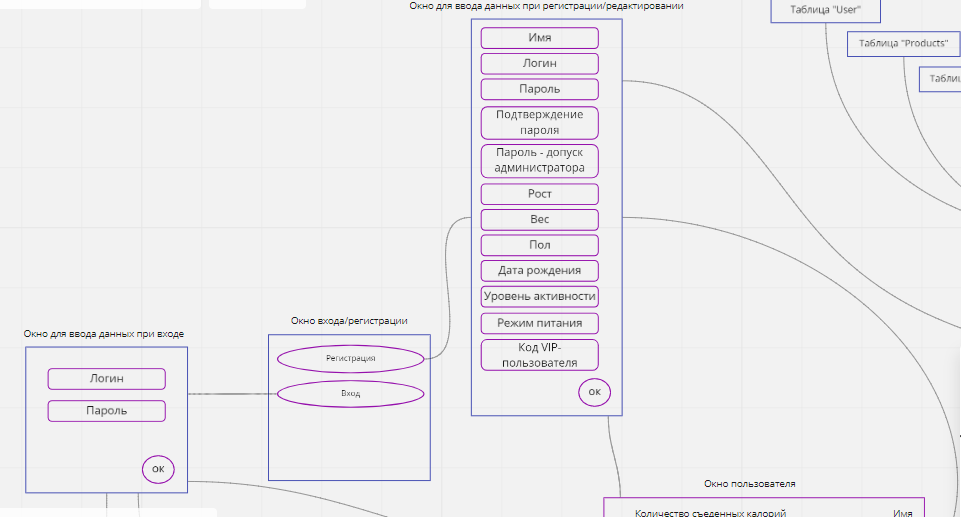 Окно для ввода данных при регистрации/редактировании
Имя
Логин
Пароль
Подтверждение
пароля
Пароль - допуск
администратора
Рост
Вес
Пол
Дата рождения
Уровень активности
Режим питания
Код VIP-
пользователя
ОК
Таблица "User"
Таблица "Products"
Окно входа/регистрации
Регистрация
Вход
Окно для ввода данных при входе
Логин
Пароль
ОК
Окно пользователя
Количество съеденных калорий
Имя